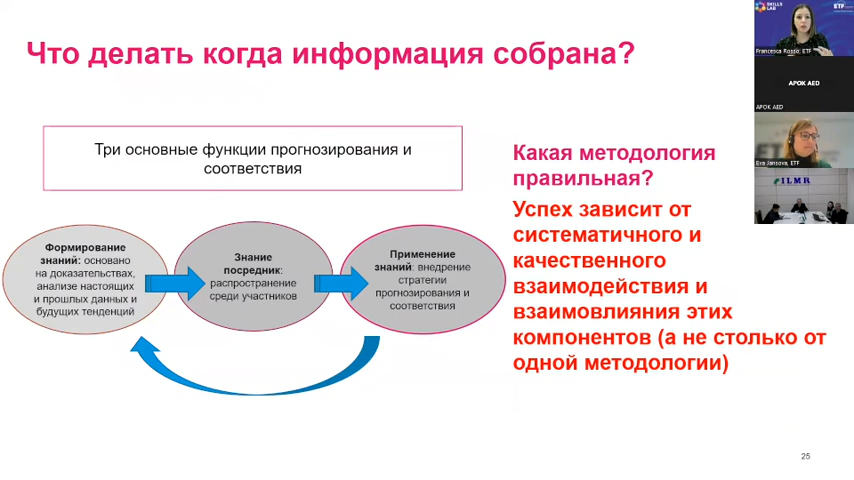 Что делать когда информация собрана?
Три основные функции прогнозирования и
соответствия
Формирование
знаний: основано
на доказательствах,
анализе настоящих
и прошлых данных и
будущих тенденций
Знание
посредник:
распространение
среди участников
Применение
знаний: внедрение
стратегии
прогнозирования и
соответствия
Какая методология
правильная?
Успех зависит от
систематичного и
качественного
взаимодействия и
взаимовлияния этих
компонентов (а не столько от
одной методологии)
25
SKILLS
LAB
ETF
Francesca Rosso, ETF
APOK AED
APOK AED
Eva Jansova, ETF
ILMR